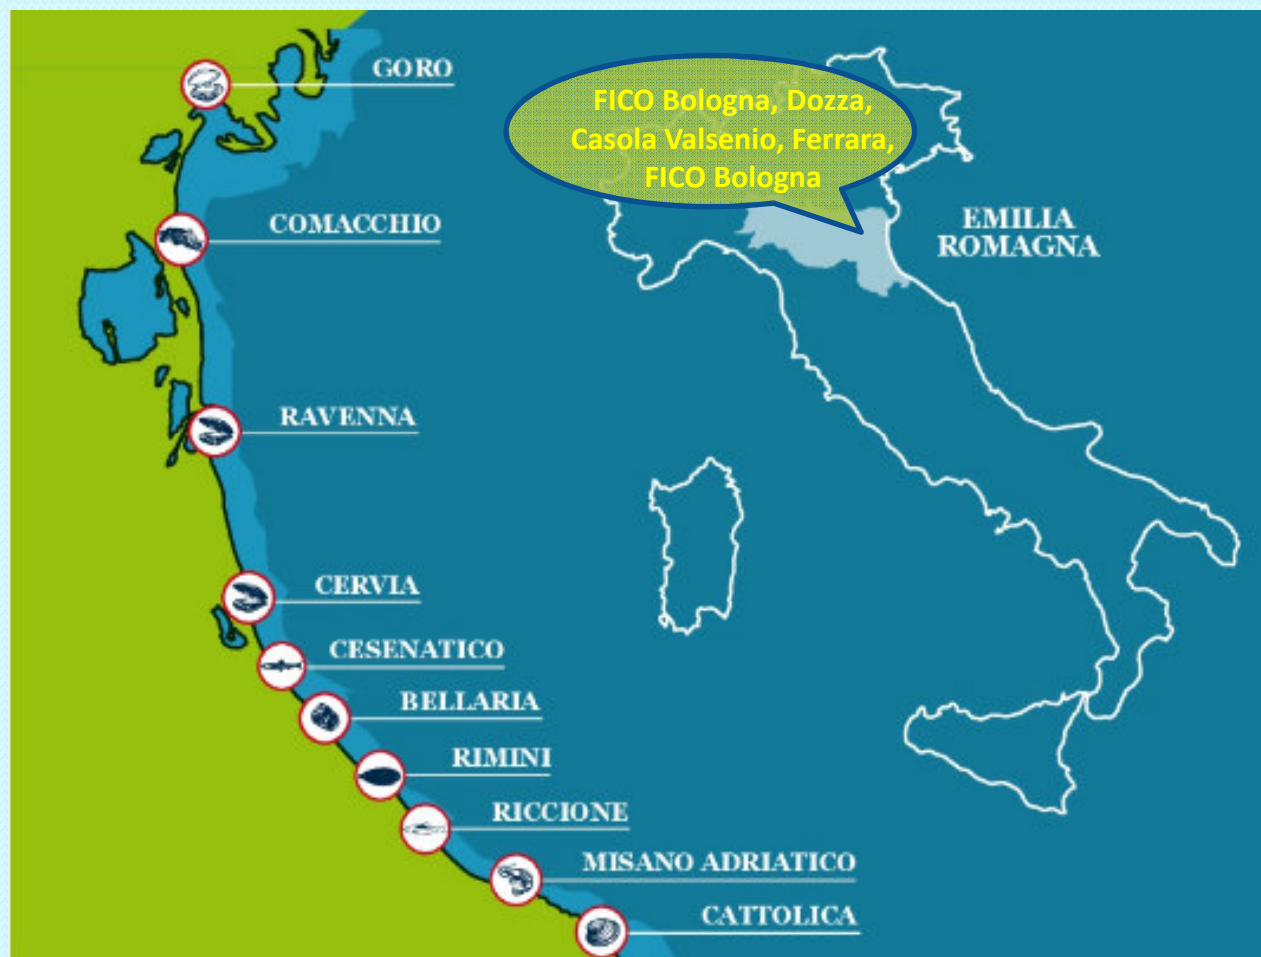 GORO
FICO Bologna, Dozza,
Casola Valsenio, Ferrara,
FICO Bologna
COMACCHIO
EMILIA
ROMAGNA
RAVENNA
CERVIA
CESENATICO
BELLARIA
RIMINI
RICCIONE
MISANO ADRIATICO
CATTOLICA